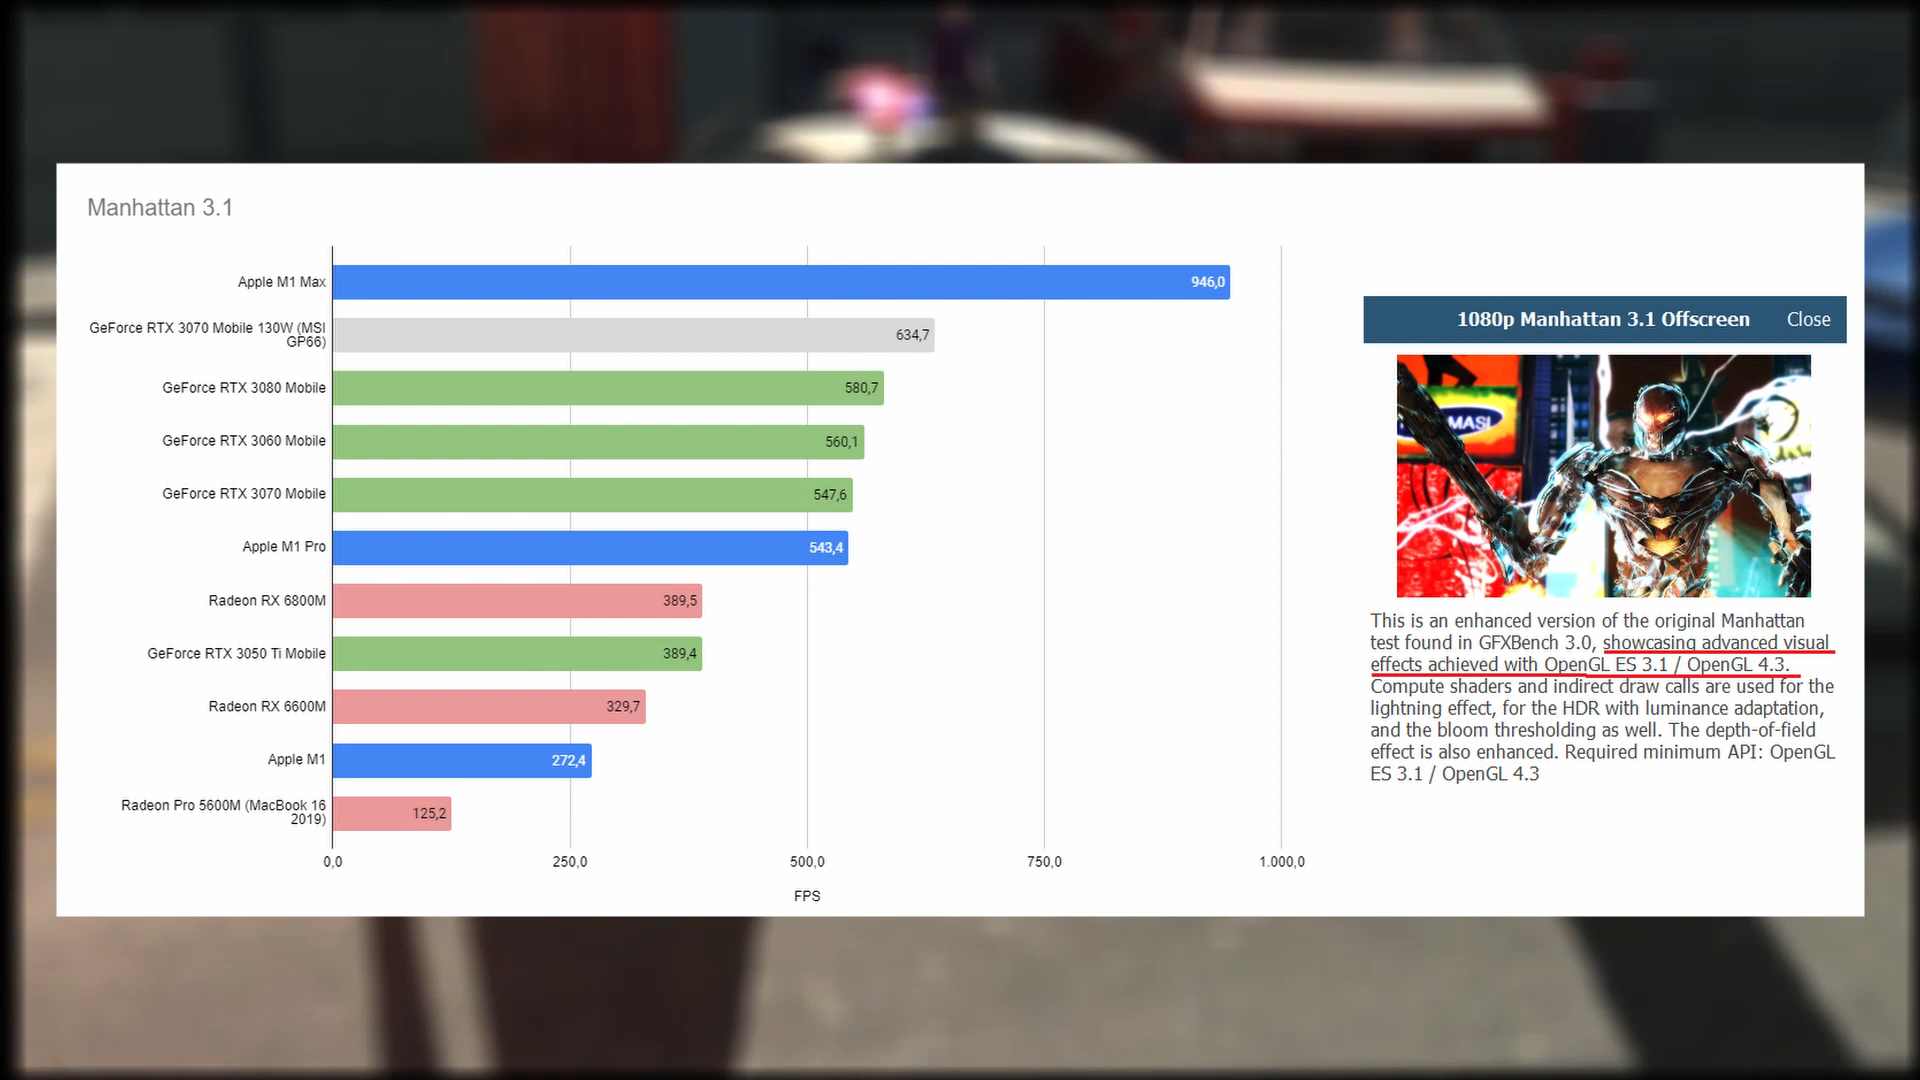 Manhattan 3.1
Apple M1 Max
946,0
GeForce RTX 3070 Mobile 130W (MSI
GP66)
634,7
GeForce RTX 3080 Mobile
580,7
GeForce RTX 3060 Mobile
560,1
GeForce RTX 3070 Mobile
547,6
Apple M1 Pro
543,4
Radeon RX 6800M
389,5
GeForce RTX 3050 Ti Mobile
389,4
Radeon RX 6600M
329,7
Apple M1
272,4
Radeon Pro 5600M (MacBook 16
2019)
125,2
0,0 250,0 500,0 750,0 1.000,0
FPS
1080p Manhattan 3.1 Offscreen Close
MASI
This is an enhanced version of the original Manhattan
test found in GFXBench 3.0, showcasing advanced visual
effects achieved with OpenGL ES 3.1 / OpenGL 4.3.
Compute shaders and indirect draw calls are used for the
lightning effect, for the HDR with luminance adaptation,
and the bloom thresholding as well. The depth-of-field
effect is also enhanced. Required minimum API: OpenGL
ES 3.1 / OpenGL 4.3